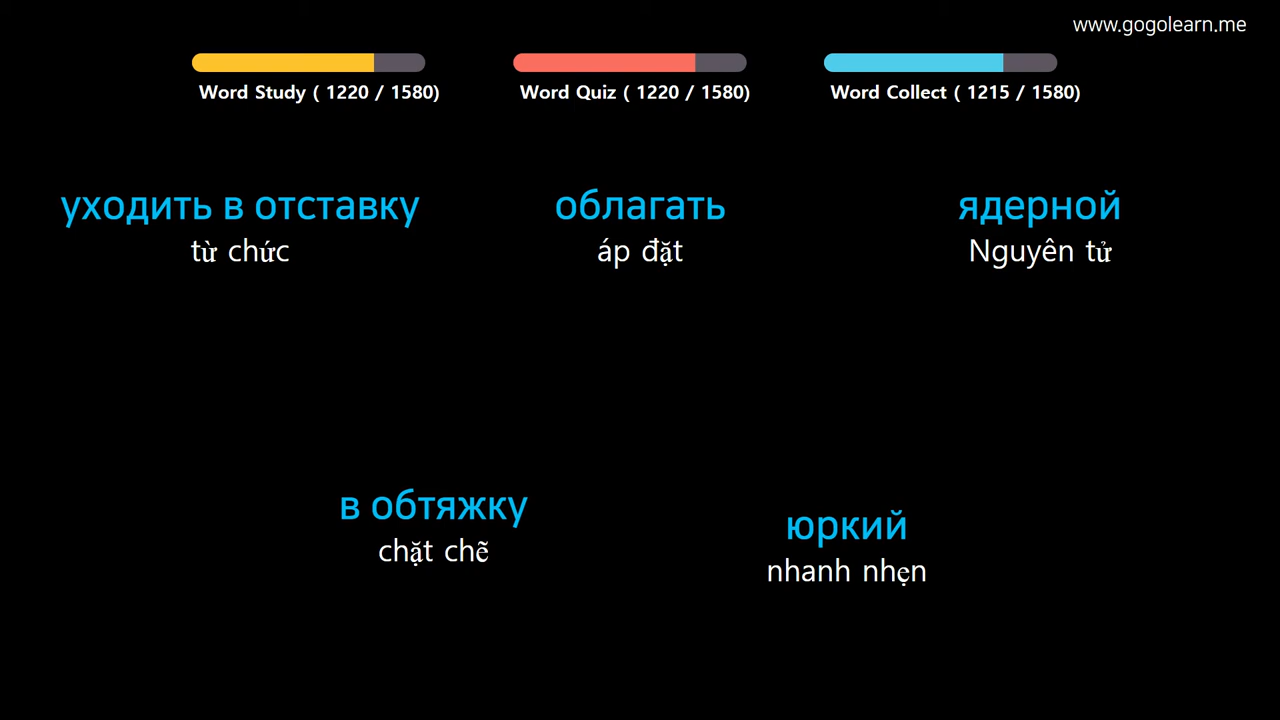 www.gogolearn.me
Word Study ( 1220 / 1580)
Word Quiz ( 1220 / 1580)
Word Collect ( 1215 / 1580)
уходить в отставку
từ chức
облагать
áp đặt
ядерной
Nguyên tử
в обтяжку
chặt chẽ
юркий
nhanh nhẹn